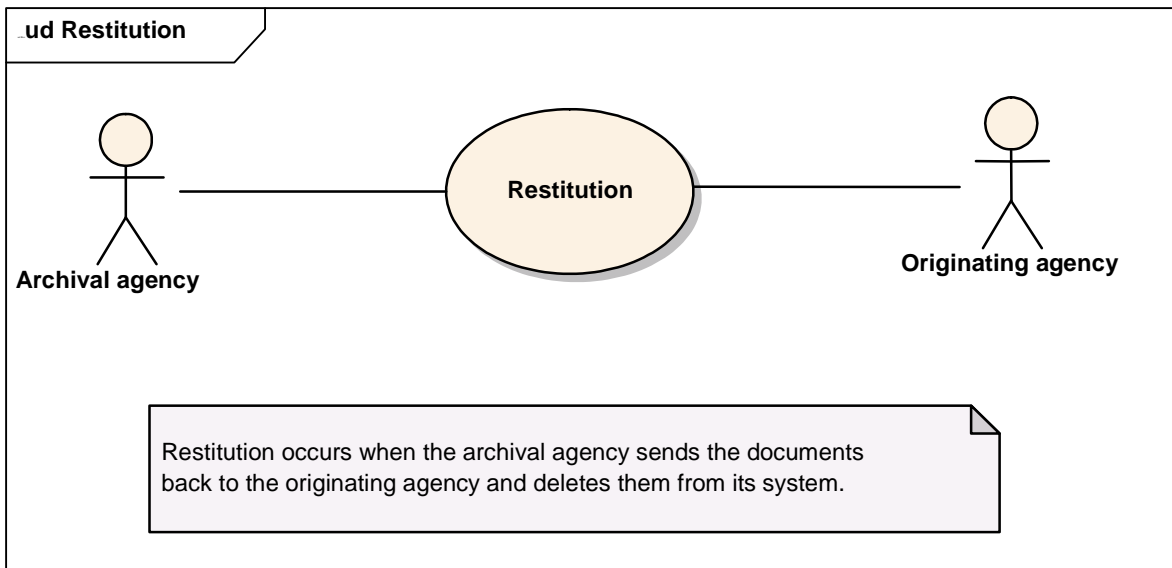 ud Restitution
Restitution
Archival agency
Originating agency
Restitution occurs when the archival agency sends the documents
back to the originating agency and deletes them from its system.